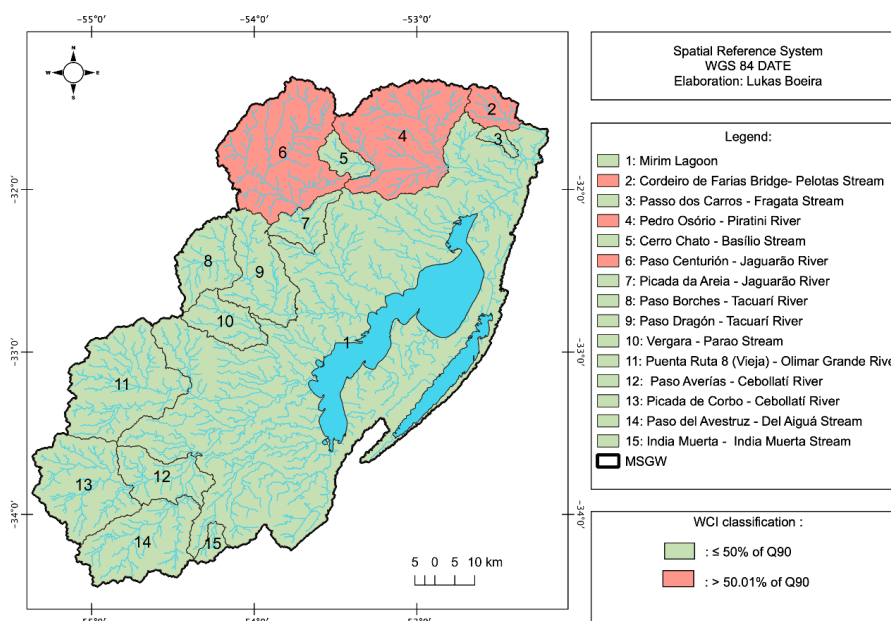 -55°0'
-54°0'
-53°0'
N
W
E
S
-32°0'
-33°0'
-34°0'
-32°0'
-33°0'
-34°0'
6
4
2
3
5
7
8
9
10
1
11
12
13
14
15
5 0 10 km
Spatial Reference System
WGS 84 DATE
Elaboration: Lukas Boeira
Legend:
1: Mirim Lagoon
2: Cordeiro de Farias Bridge- Pelotas Stream
3: Passo dos Carros - Fragata Stream
4: Pedro Osório - Piratini River
5: Cerro Chato - Basílio Stream
6: Paso Centurión - Jaguarão River
7: Picada da Areia - Jaguarão River
8: Paso Borches - Tacuarí River
9: Paso Dragón - Tacuarí River
10: Vergara - Parao Stream
11: Puenta Ruta 8 (Vieja) - Olimar Grande Rive
12: Paso Averías - Cebollatí River
13: Picada de Corbo - Cebollatí River
14: Paso del Avestruz - Del Aiguá Stream
15: India Muerta - India Muerta Stream
MSGW
WCI classification :
: ≤ 50% of Q90
: > 50.01% of Q90